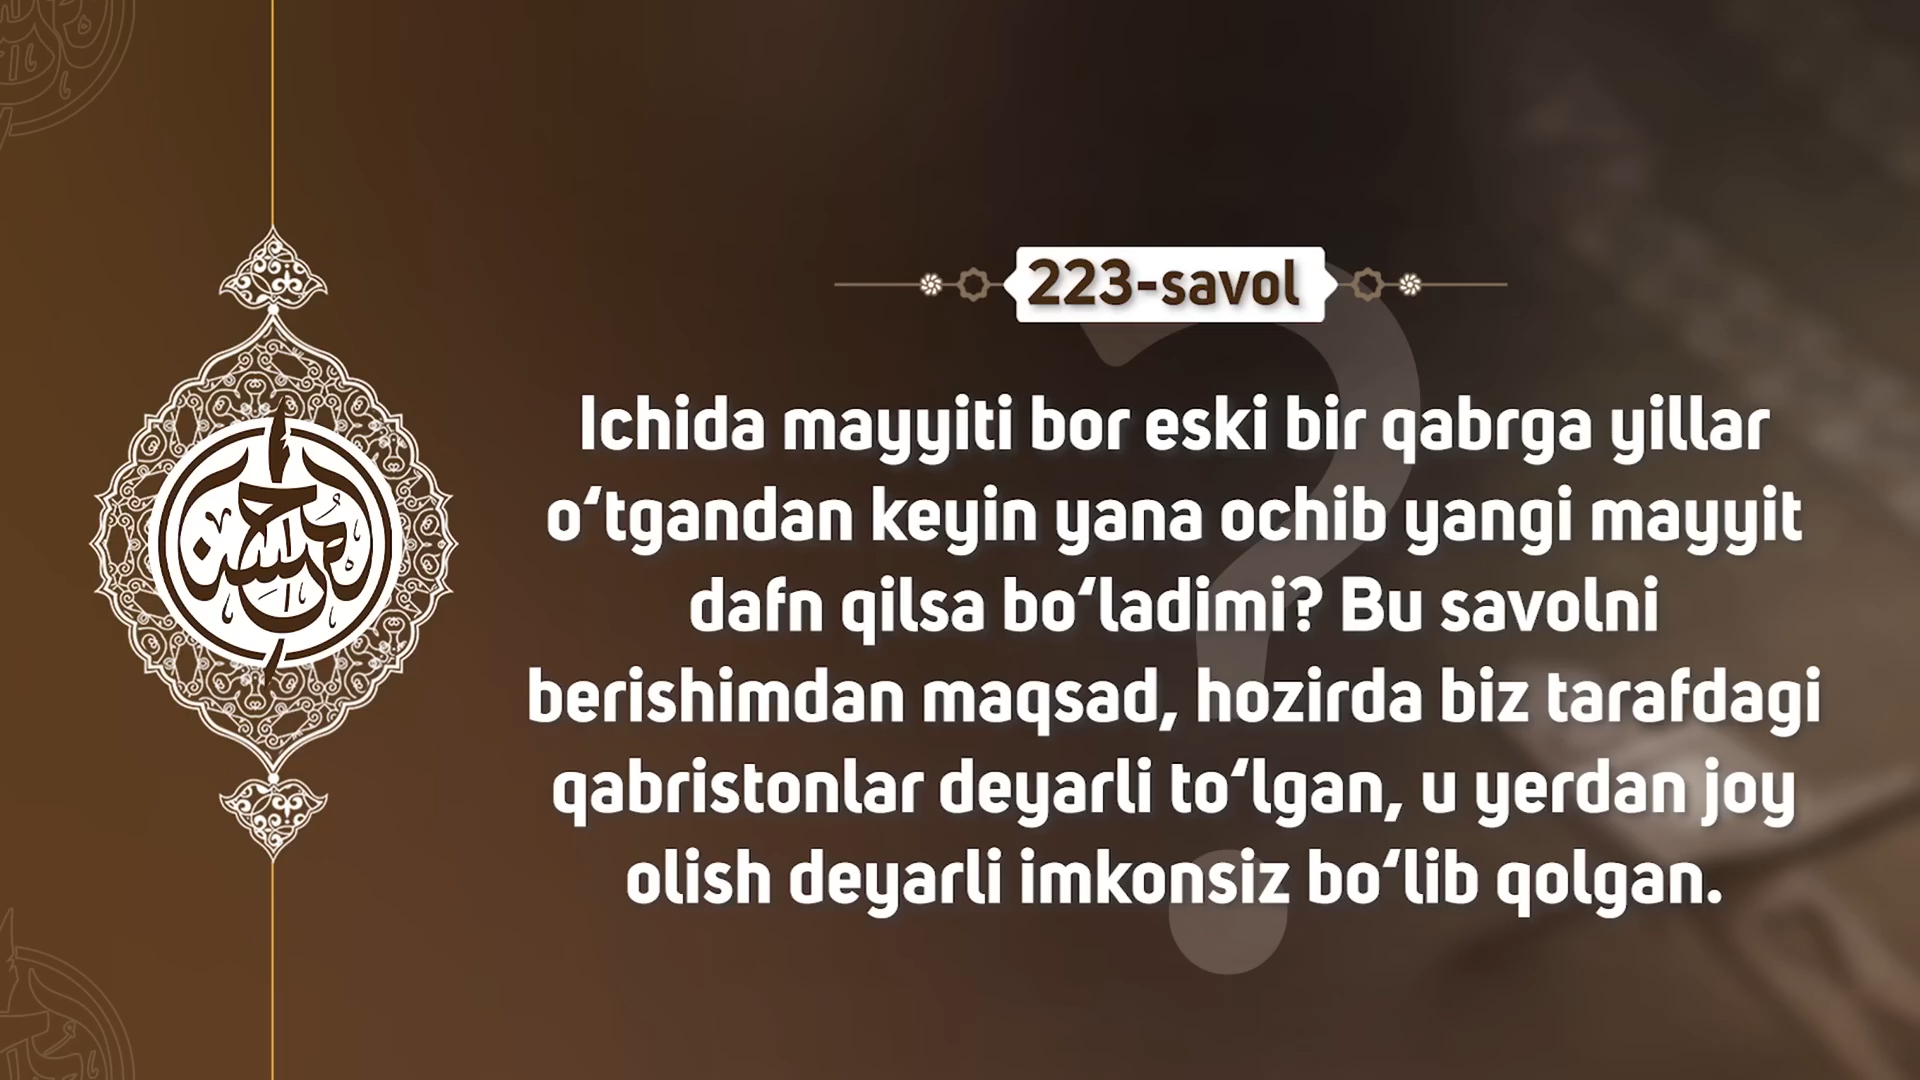 223-savol
Ichida mayyiti bor eski bir qabrga yillar
o‘tgandan keyin yana ochib yangi mayyit
dafn qilsa bo‘ladimi? Bu savolni
berishimdan maqsad, hozirda biz tarafdagi
qabristonlar deyarli to‘lgan, u yerdan joy
olish deyarli imkonsiz bo‘lib qolgan.